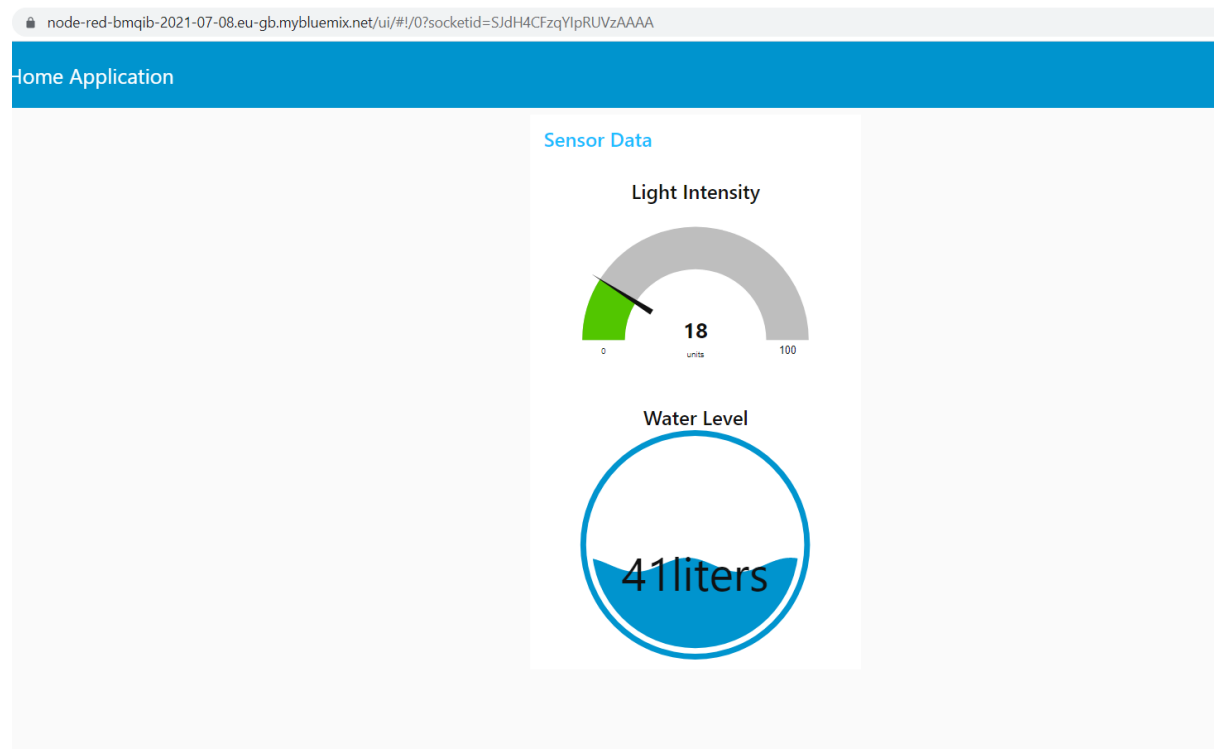 node-red-bmqib-2021-07-08.eu-gb.mybluemix.net/ui/#!/0?socketid=SJdH4CFzqYIpRUVzAAAA
Home Application
Sensor Data
Light Intensity
18
0 units 100
Water Level
41liters